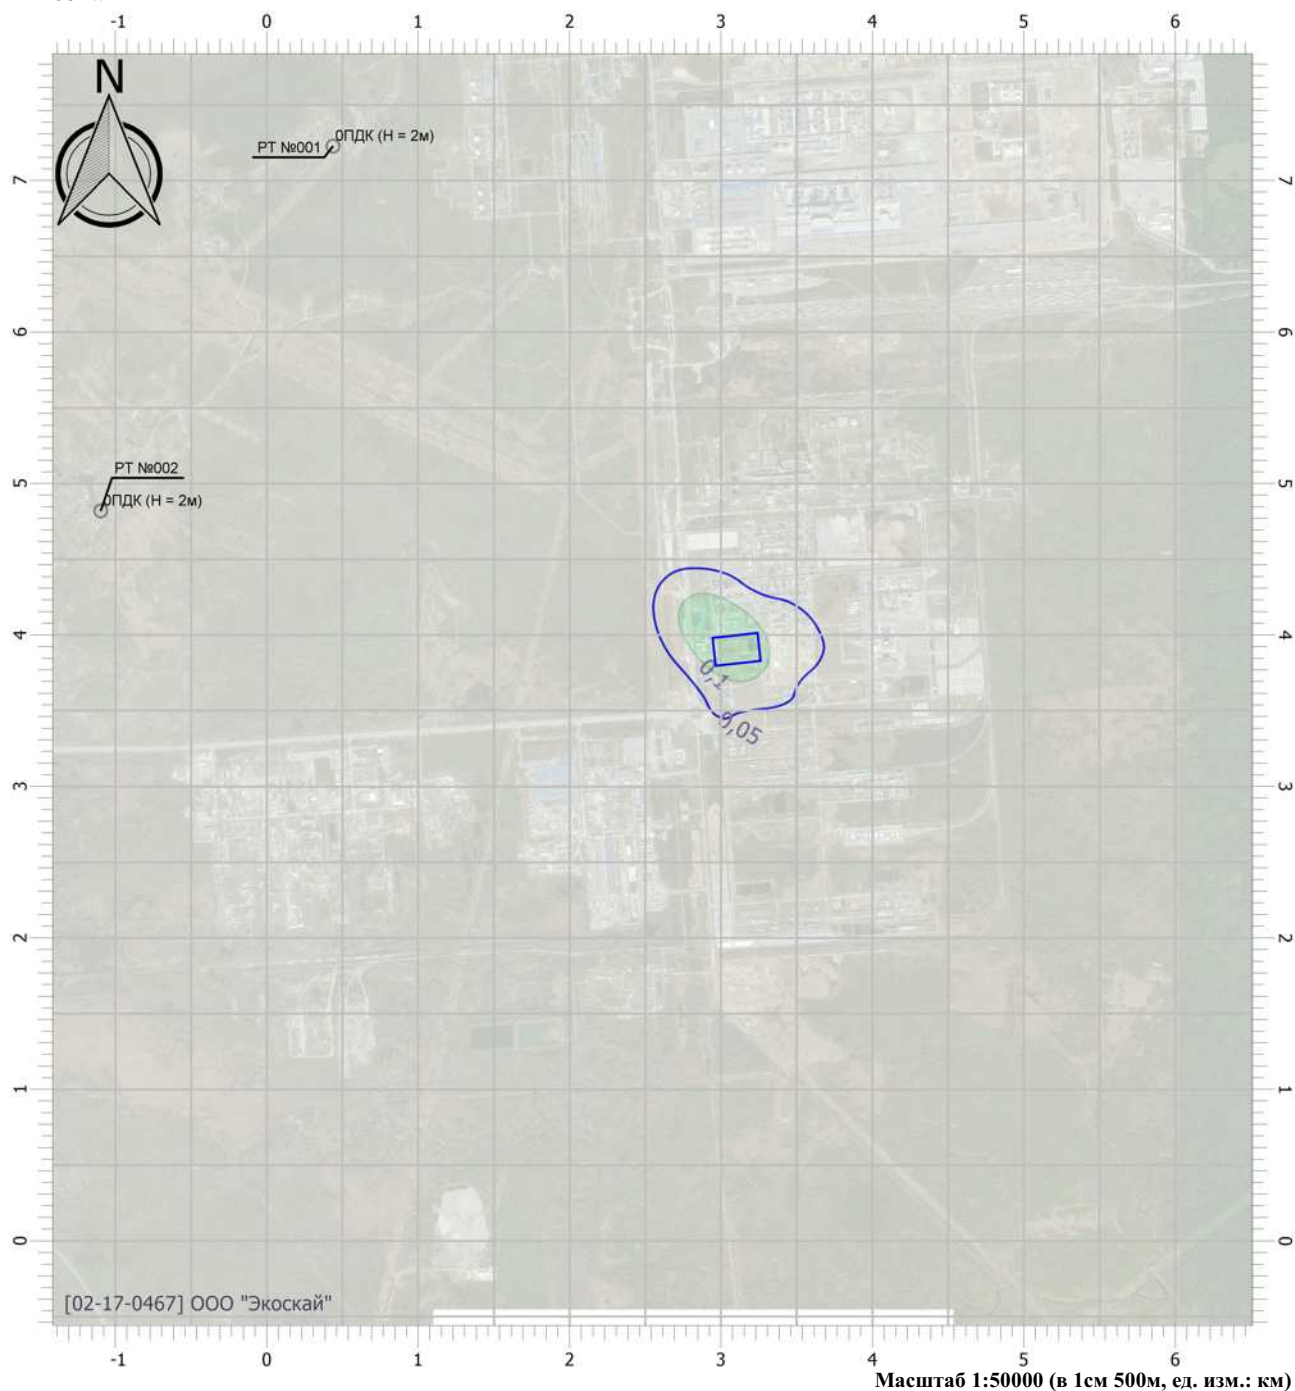 -1 0 1 2 3 4 5 6
N
РТ №001
0ПДК (Н = 2м)
7 7
6 6
РТ №002
0ПДК (Н = 2м)
5 5
4 4
0,1
0,05
3 3
2 2
1 1
0 0
[02-17-0467] ООО "Экоскай"
-1 0 1 2 3 4 5 6
Масштаб 1:50000 (в 1см 500м, ед. изм.: км)